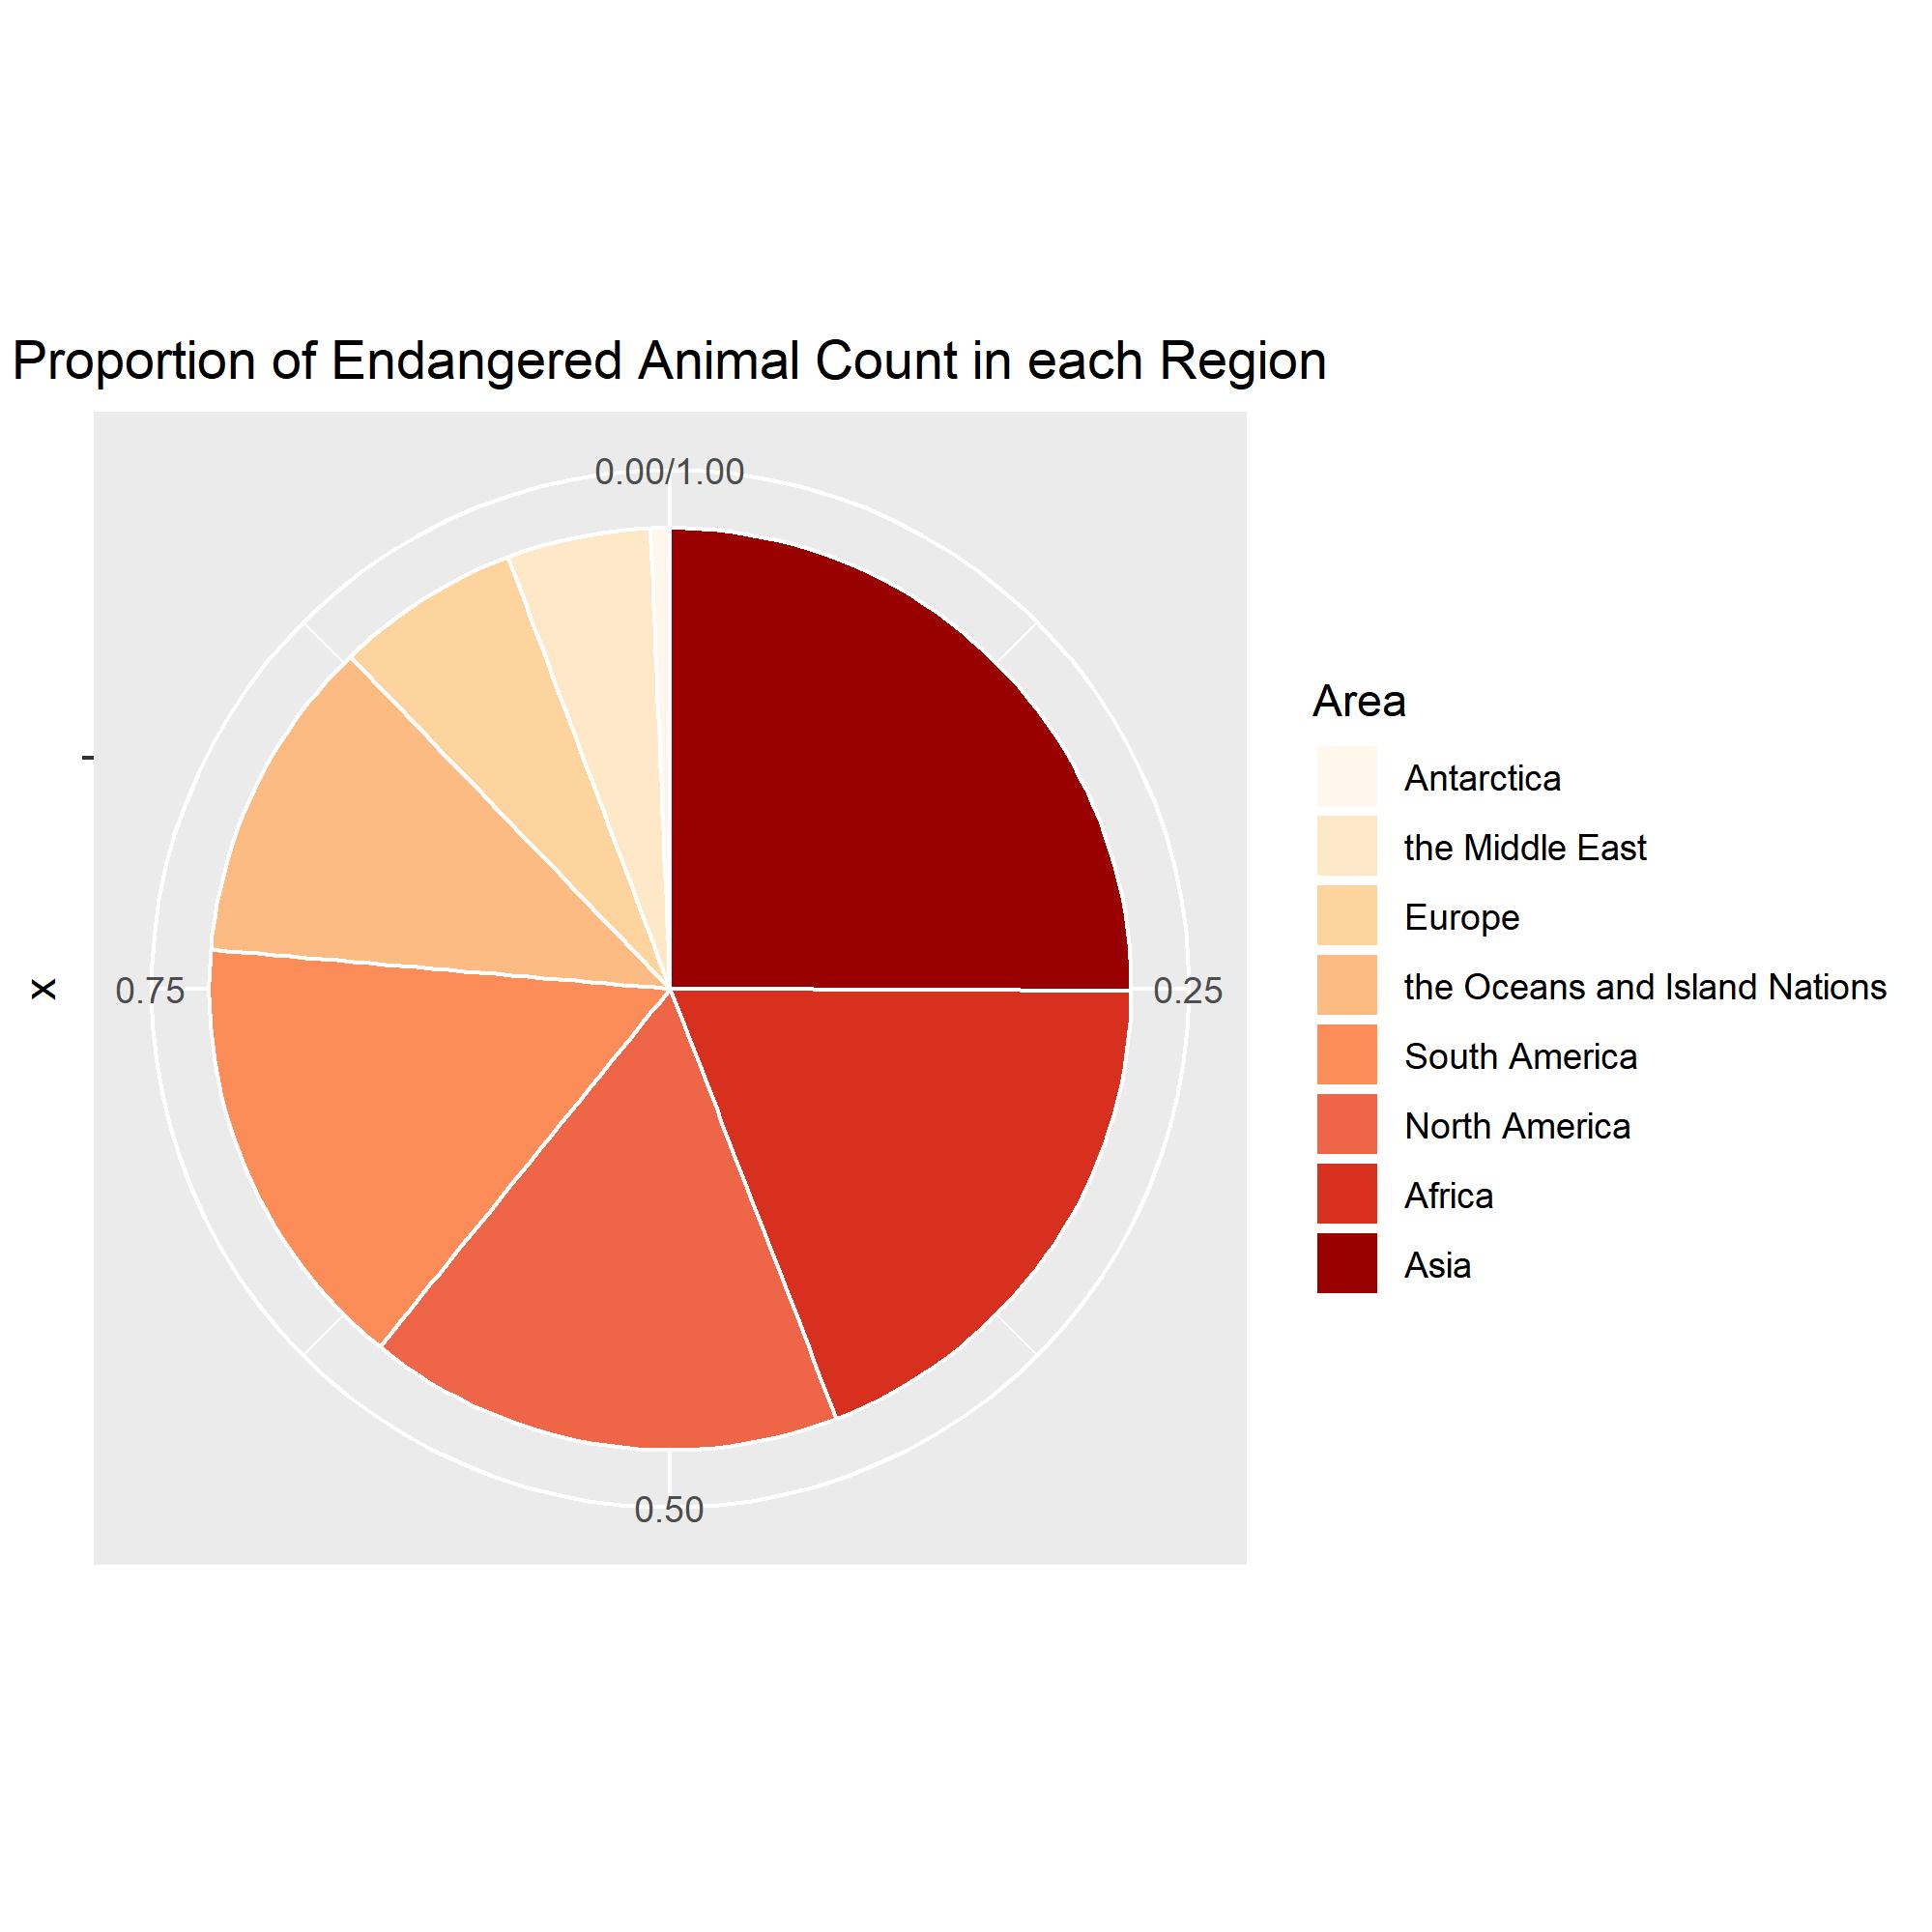 Proportion of Endangered Animal Count in each Region
0.00/1.00
0.75
0.25
0.50
x
Area
Antarctica
the Middle East
Europe
the Oceans and Island Nations
South America
North America
Africa
Asia